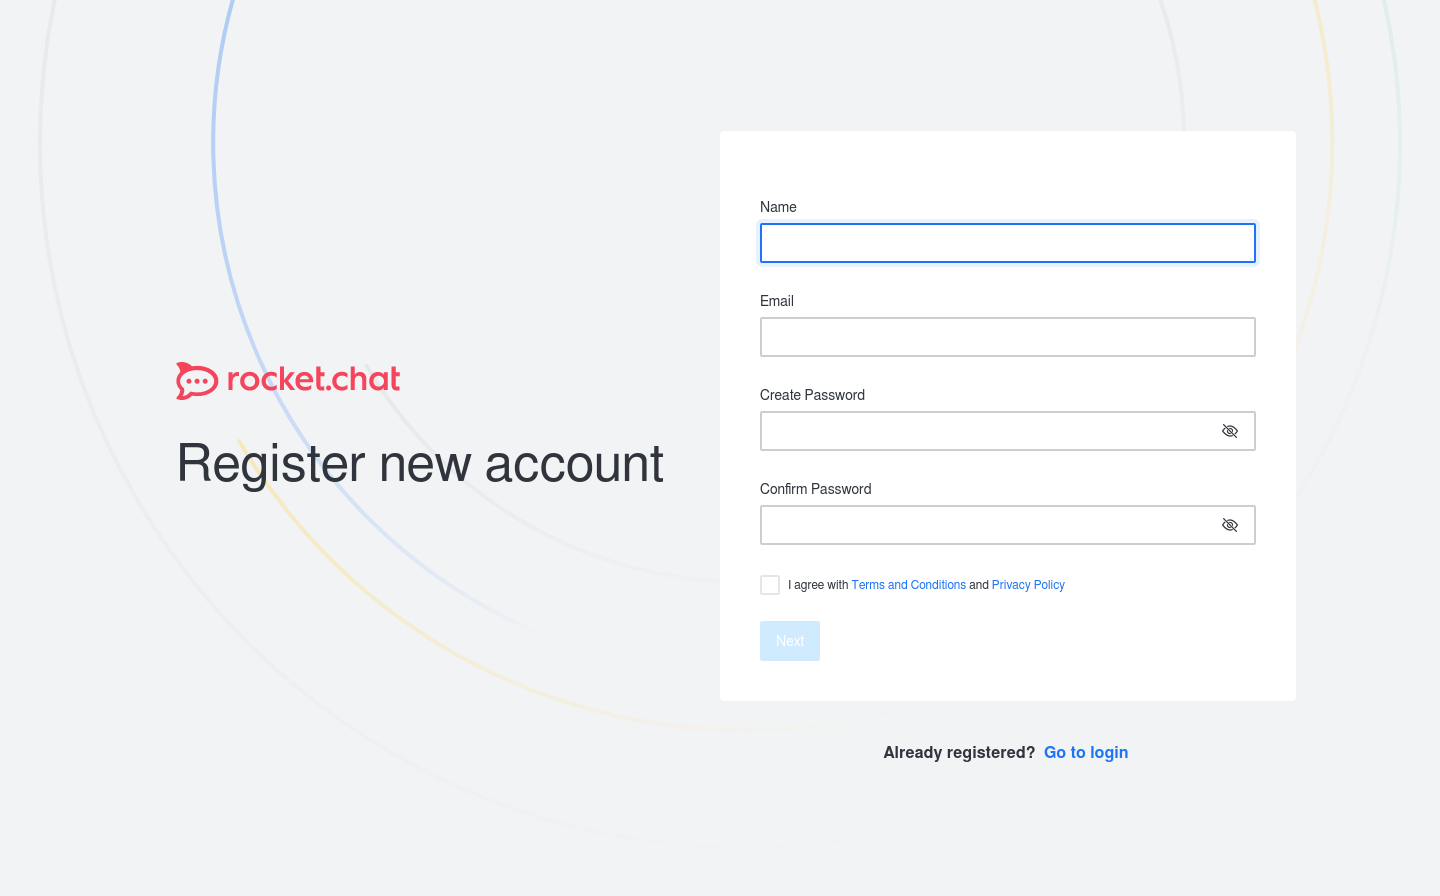 rocket.chat
Register new account
Name
Email
Create Password
Confirm Password
I agree with Terms and Conditions and Privacy Policy
Next
Already registered? Go to login